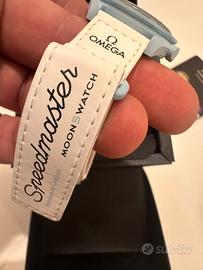 Ω
OMEGA
Speedmaster
MOONSWATCH
subito